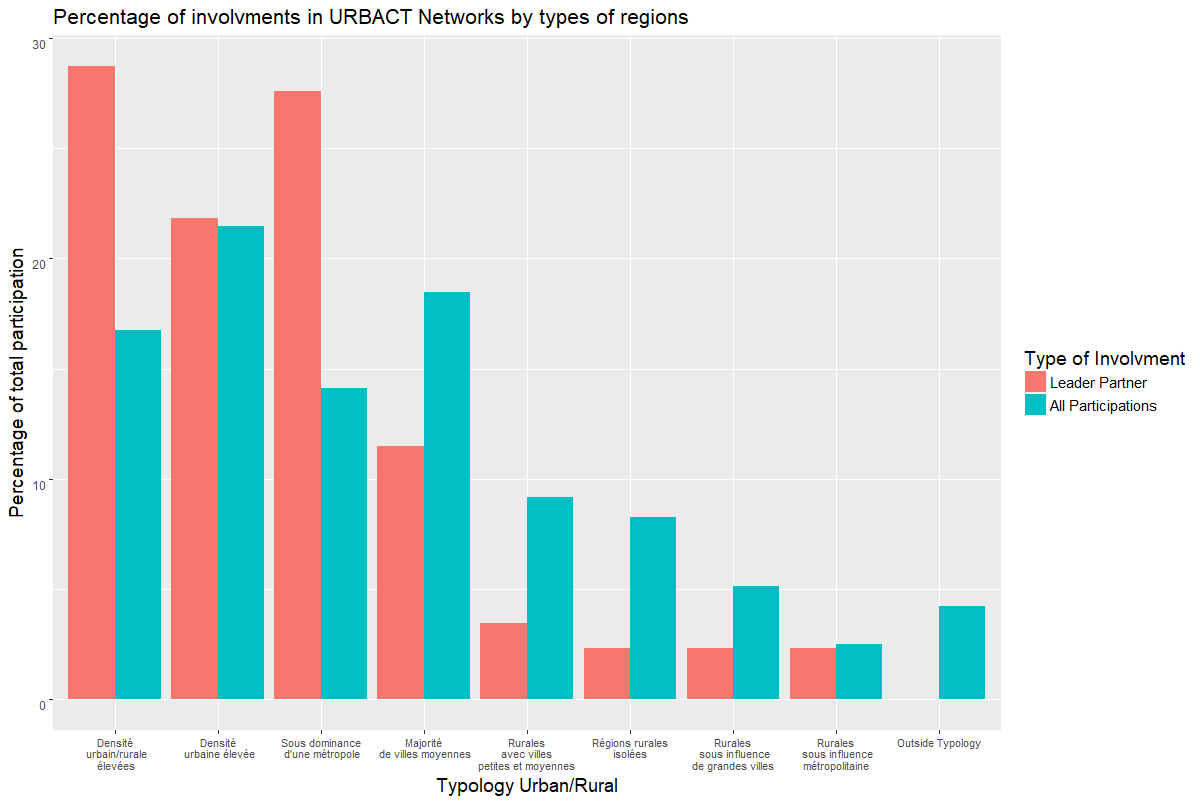 Percentage of involvments in URBACT Networks by types of regions
Percentage of total participation
30
20
10
0
Densité
urbain/rurale
élevées
Densité
urbaine élevée
Sous dominance
d'une métropole
Majorité
de villes moyennes
Rurales
avec villes
petites et moyennes
Régions rurales
isolées
Rurales
sous influence
de grandes villes
Rurales
sous influence
métropolitaine
Outside Typology
Typology Urban/Rural
Type of Involvment
Leader Partner
All Participations